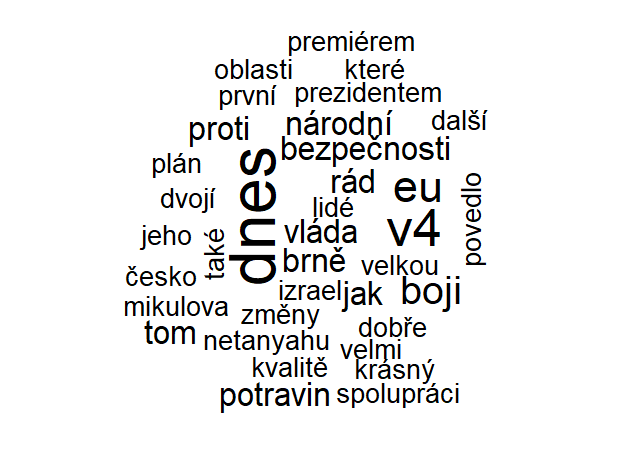 premiérem
oblasti které
první prezidentem
proti národní další
bezpečnosti
plán
rád eu
dvojí dnes lidé povedlo
jeho také vláda v4
brně velkou
česko izrael jak boji
mikulova změny
tom netanyahu dobře
velmi
kvalitě krásný
potravin spolupráci